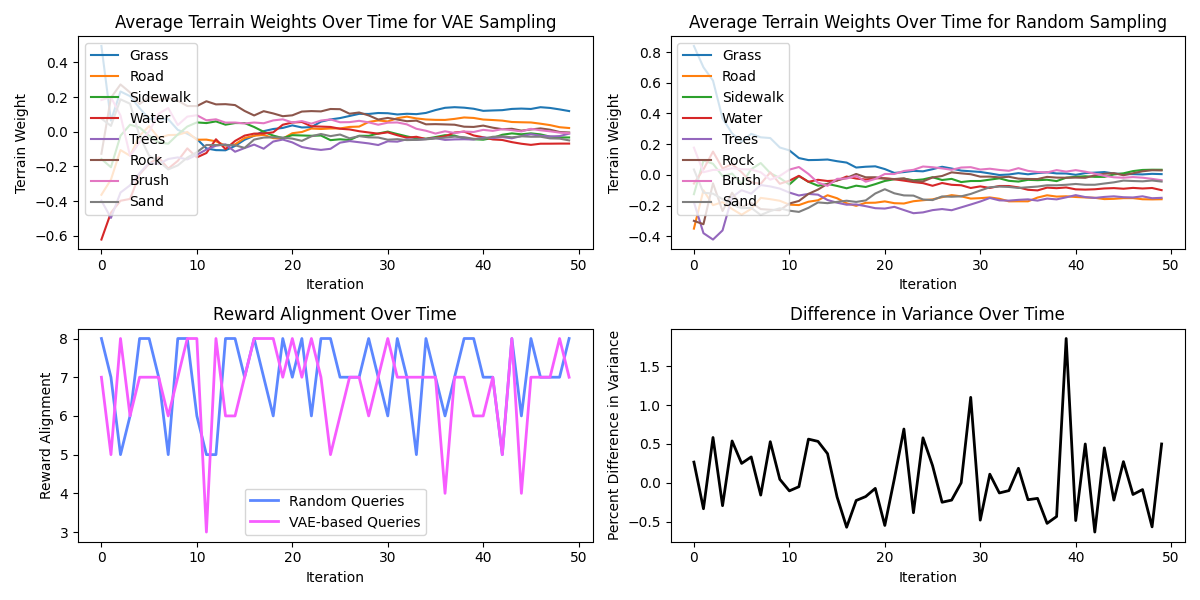 Average Terrain Weights Over Time for VAE Sampling
Terrain Weight
0.4
0.2
0.0
−0.2
−0.4
−0.6
Grass
Road
Sidewalk
Water
Trees
Rock
Brush
Sand
0 10 20 30 40 50
Iteration
Average Terrain Weights Over Time for Random Sampling
Terrain Weight
0.8
0.6
0.4
0.2
0.0
−0.2
−0.4
Grass
Road
Sidewalk
Water
Trees
Rock
Brush
Sand
0 10 20 30 40 50
Iteration
Reward Alignment Over Time
Reward Alignment
8
7
6
5
4
3
Random Queries
VAE-based Queries
0 10 20 30 40 50
Iteration
Difference in Variance Over Time
Percent Difference in Variance
1.5
1.0
0.5
0.0
−0.5
0 10 20 30 40 50
Iteration